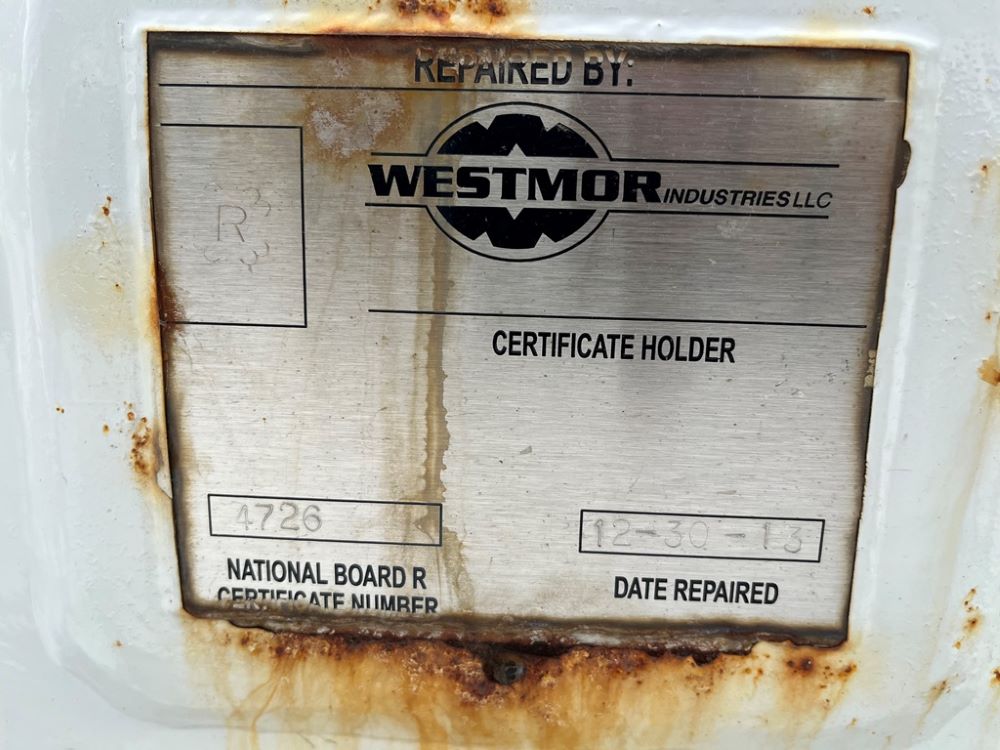 REPAIRED BY:
R
WESTMOR INDUSTRIES LLC
CERTIFICATE HOLDER
4726
12-30-13
NATIONAL BOARD R
CERTIFICATE NUMBER
DATE REPAIRED